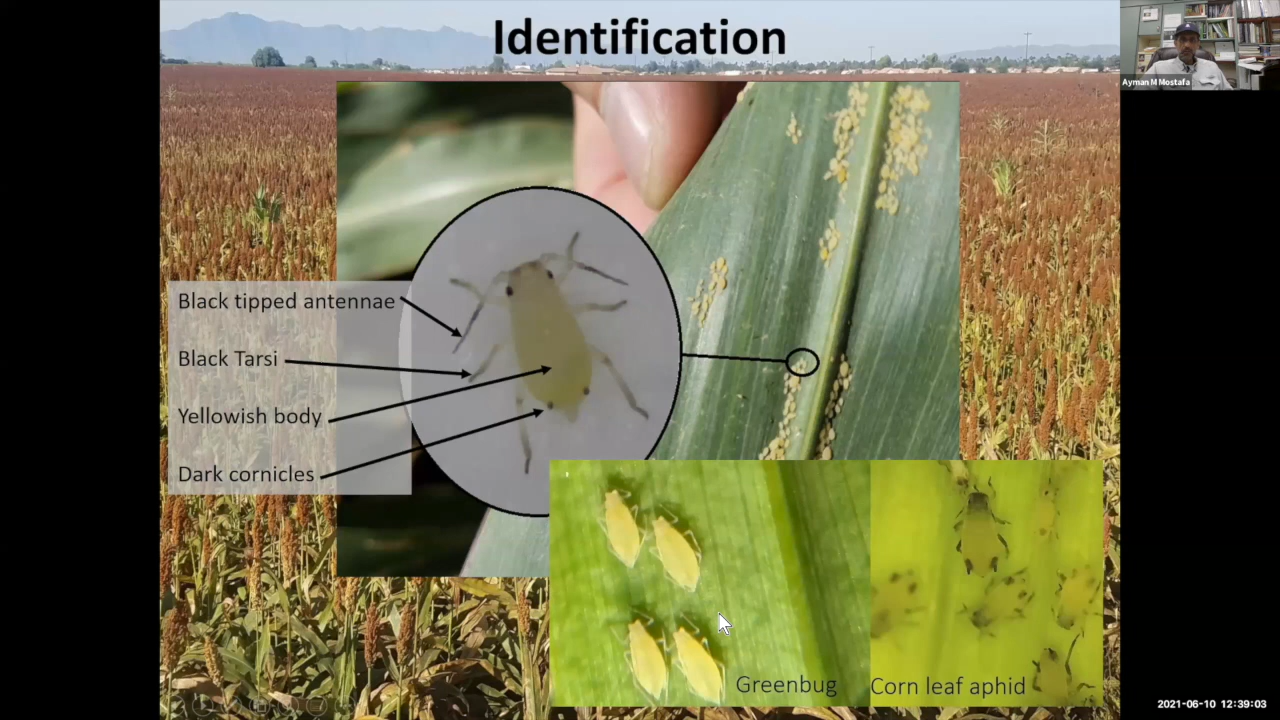 Identification
Ayman M Mostafa
Black tipped antennae
Black Tarsi
Yellowish body
Dark cornicles
Greenbug
Corn leaf aphid
2021-06-10 12:39:03